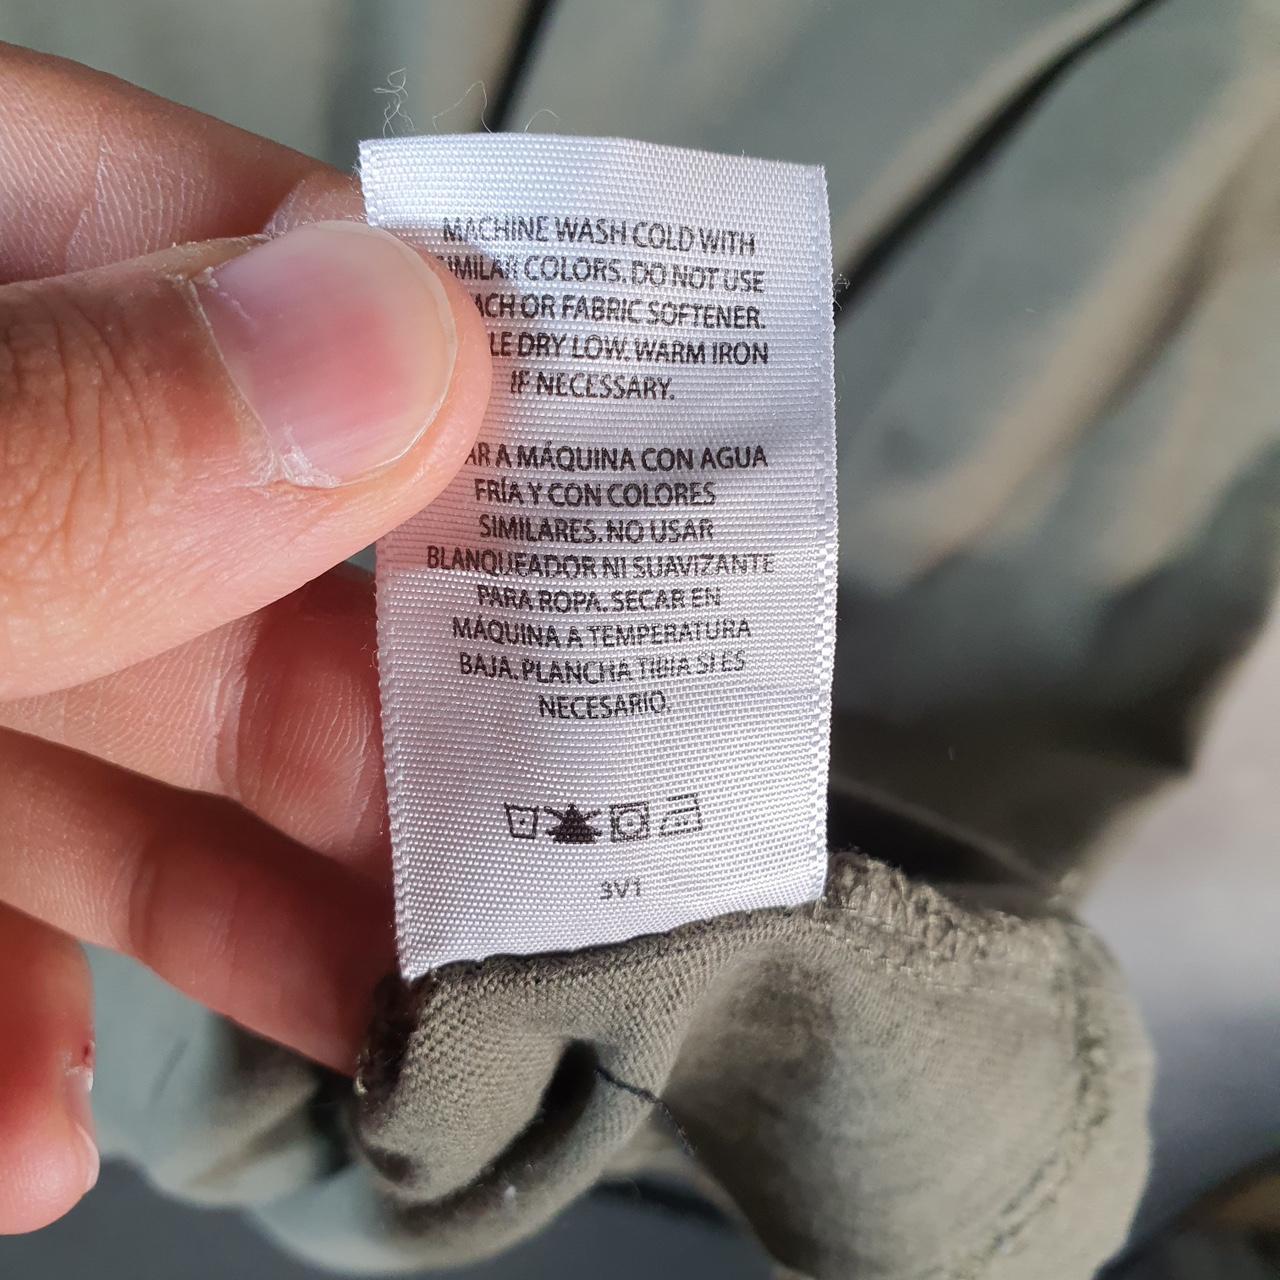 MACHINE WASH COLD WITH
SIMILAR COLORS. DO NOT USE
OR FABRIC SOFTENER.
DRY LOW. WARM IRON
IF NECESSARY.
A MÁQUINA CON AGUA
FRÍA Y CON COLORES
SIMILARES. NO USAR
BLANQUEADOR NI SUAVIZANTE
PARA ROPA. SECAR EN
MÁQUINA A TEMPERATURA
BAJA. PLANCHA TIBIA SI ES
NECESARIO.
3V1